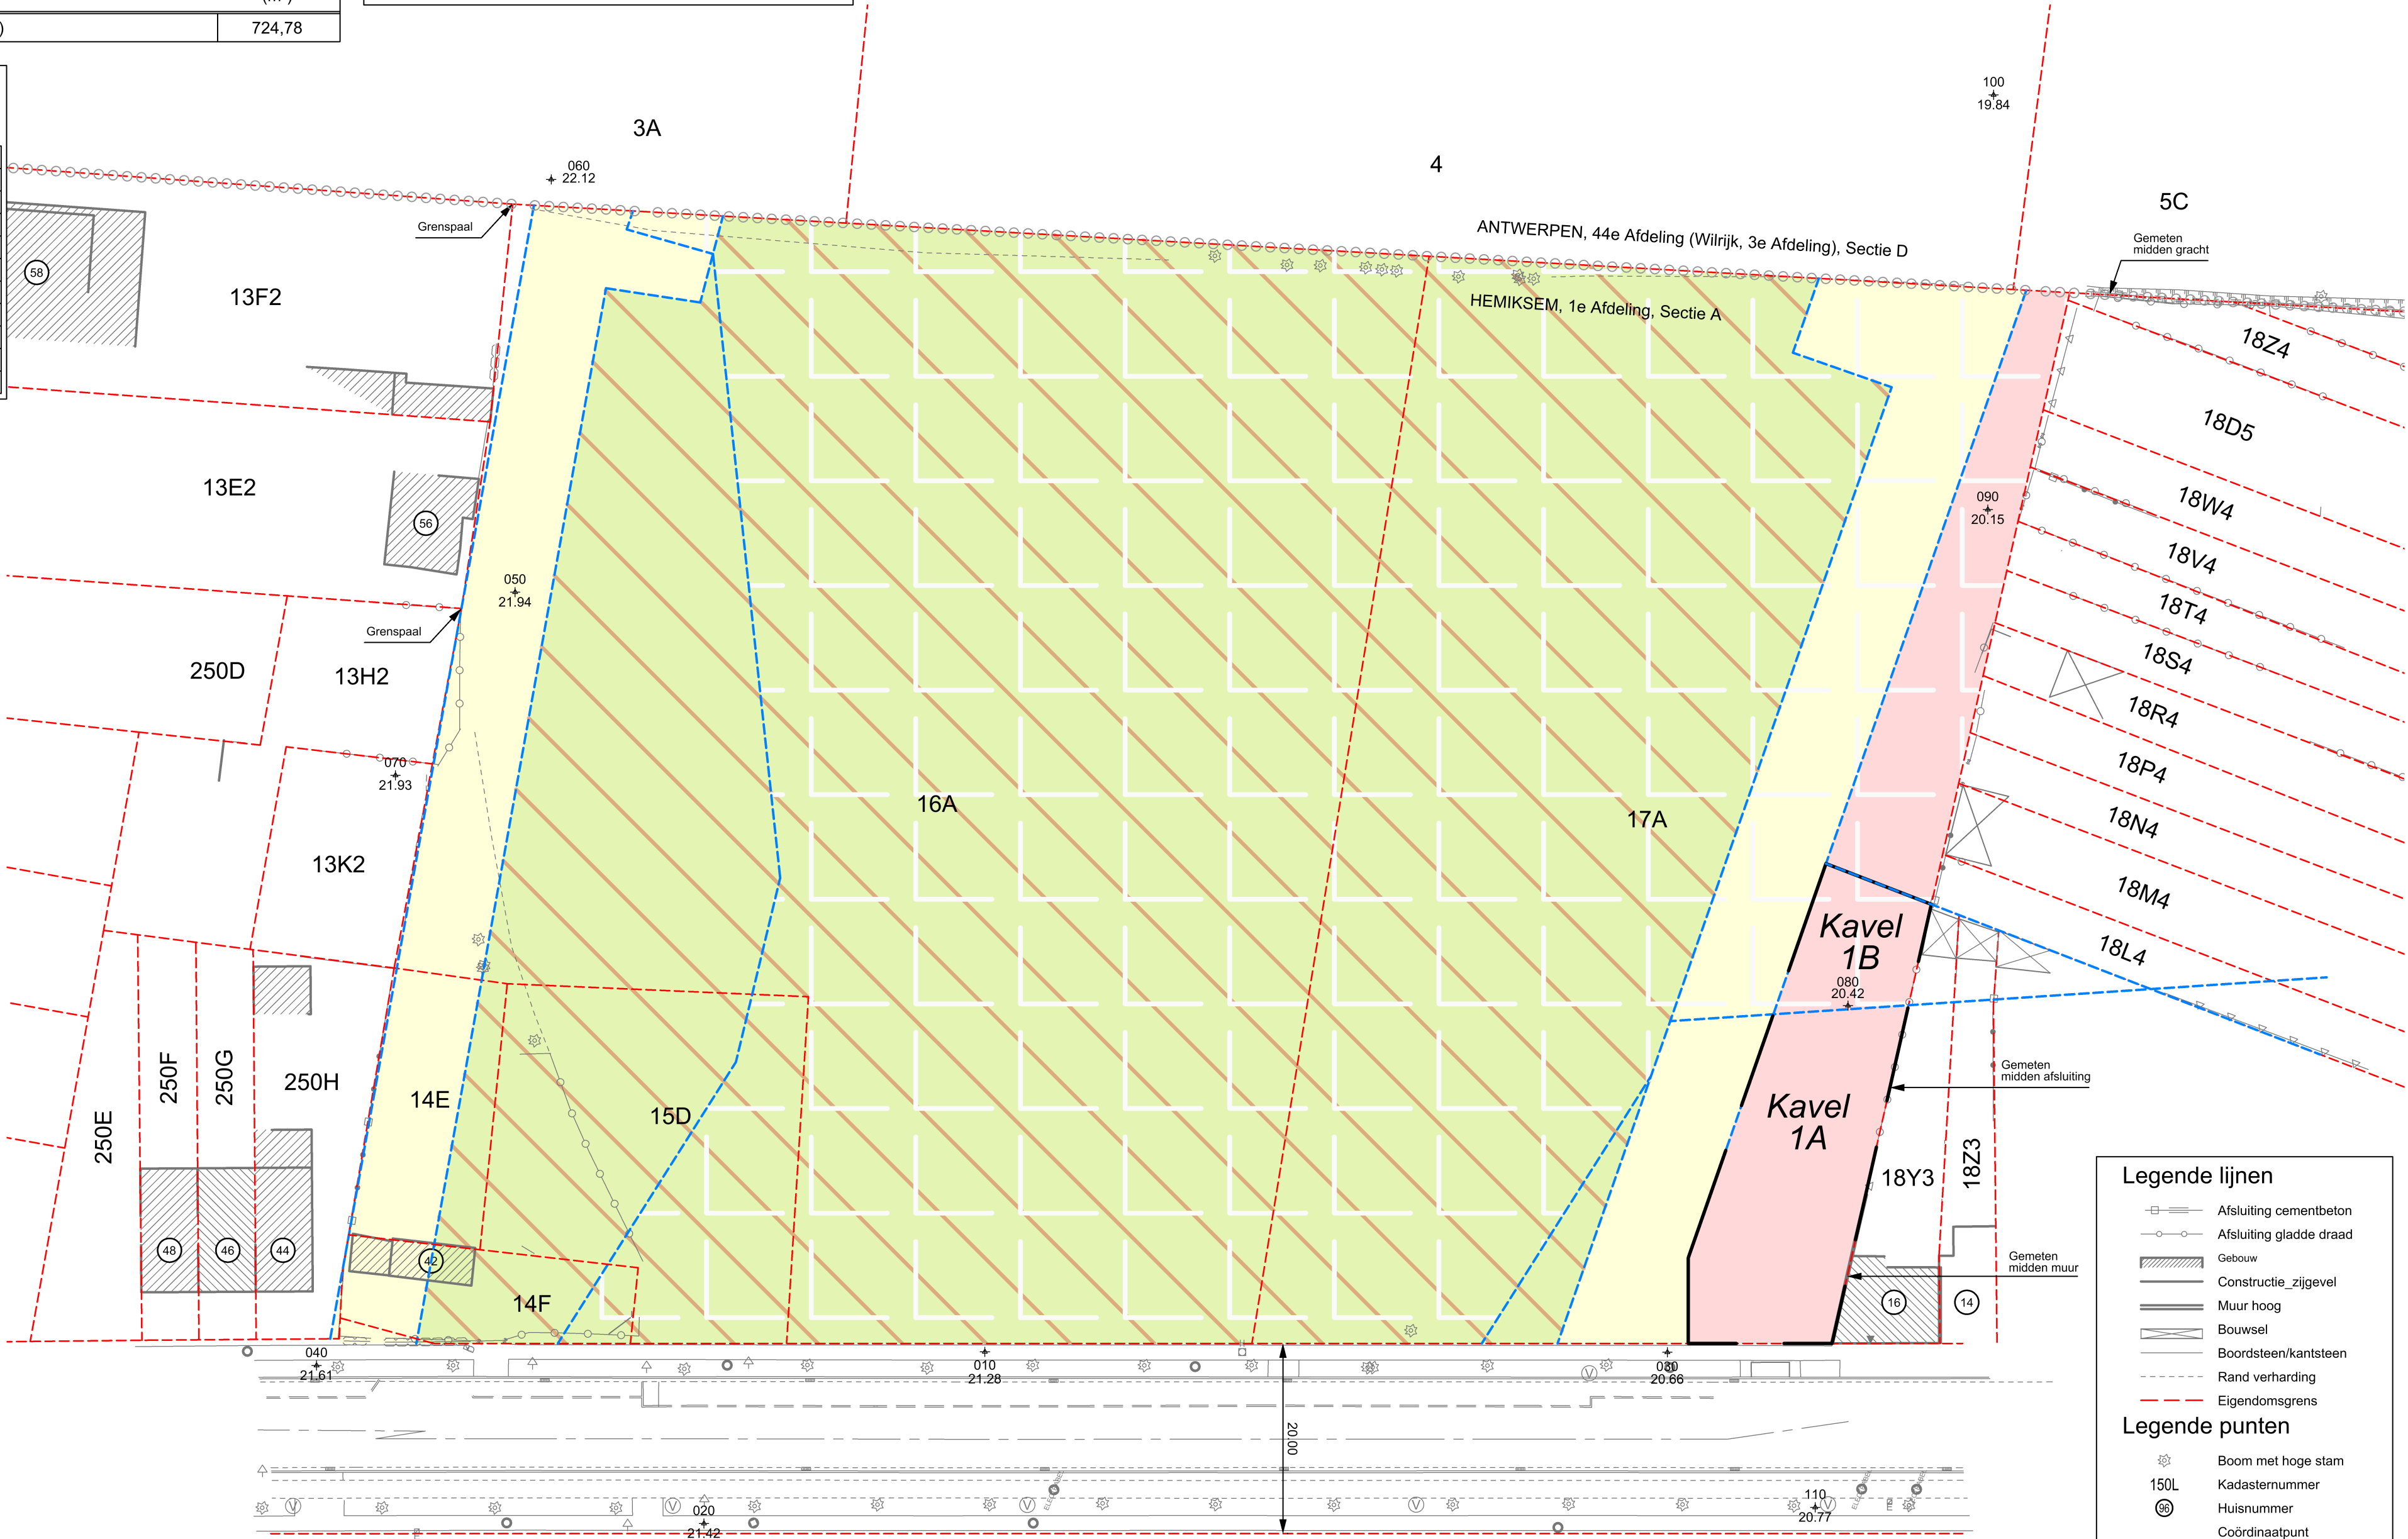 724,78
100
19.84
3A
060
22.12
4
5C
Grenspaal
ANTWERPEN, 44e Afdeling (Wilrijk, 3e Afdeling), Sectie D
Gemeten
midden gracht
58
13F2
HEMIKSEM, 1e Afdeling, Sectie A
18Z4
18D5
13E2
56
090
20.15
18W4
18V4
050
21.94
18T4
Grenspaal
18S4
250D
13H2
18R4
070
21.93
18P4
16A
17A
18N4
13K2
18M4
Kavel
1B
18L4
080
20.42
250F
250G
250H
250E
14E
15D
Gemeten
midden afsluiting
Kavel
1A
18Y3
18Z3
48
46
44
42
14F
Gemeten
midden muur
16
14
040
21.61
010
21.28
030
20.66
20.00
020
21.42
110
20.77
Legende lijnen
Afsluiting cementbeton
Afsluiting gladde draad
Gebouw
Constructie_zijgevel
Muur hoog
Bouwsel
Boordsteen/kantsteen
Rand verharding
Eigendomsgrens
Legende punten
Boom met hoge stam
150L Kadasternummer
96 Huisnummer
Coördinaatpunt